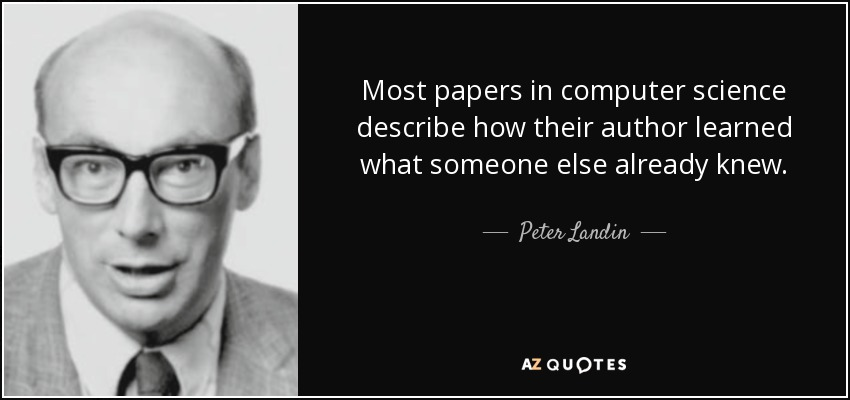 Most papers in computer science
describe how their author learned
what someone else already knew.
Peter Landin
AZ QUOTES